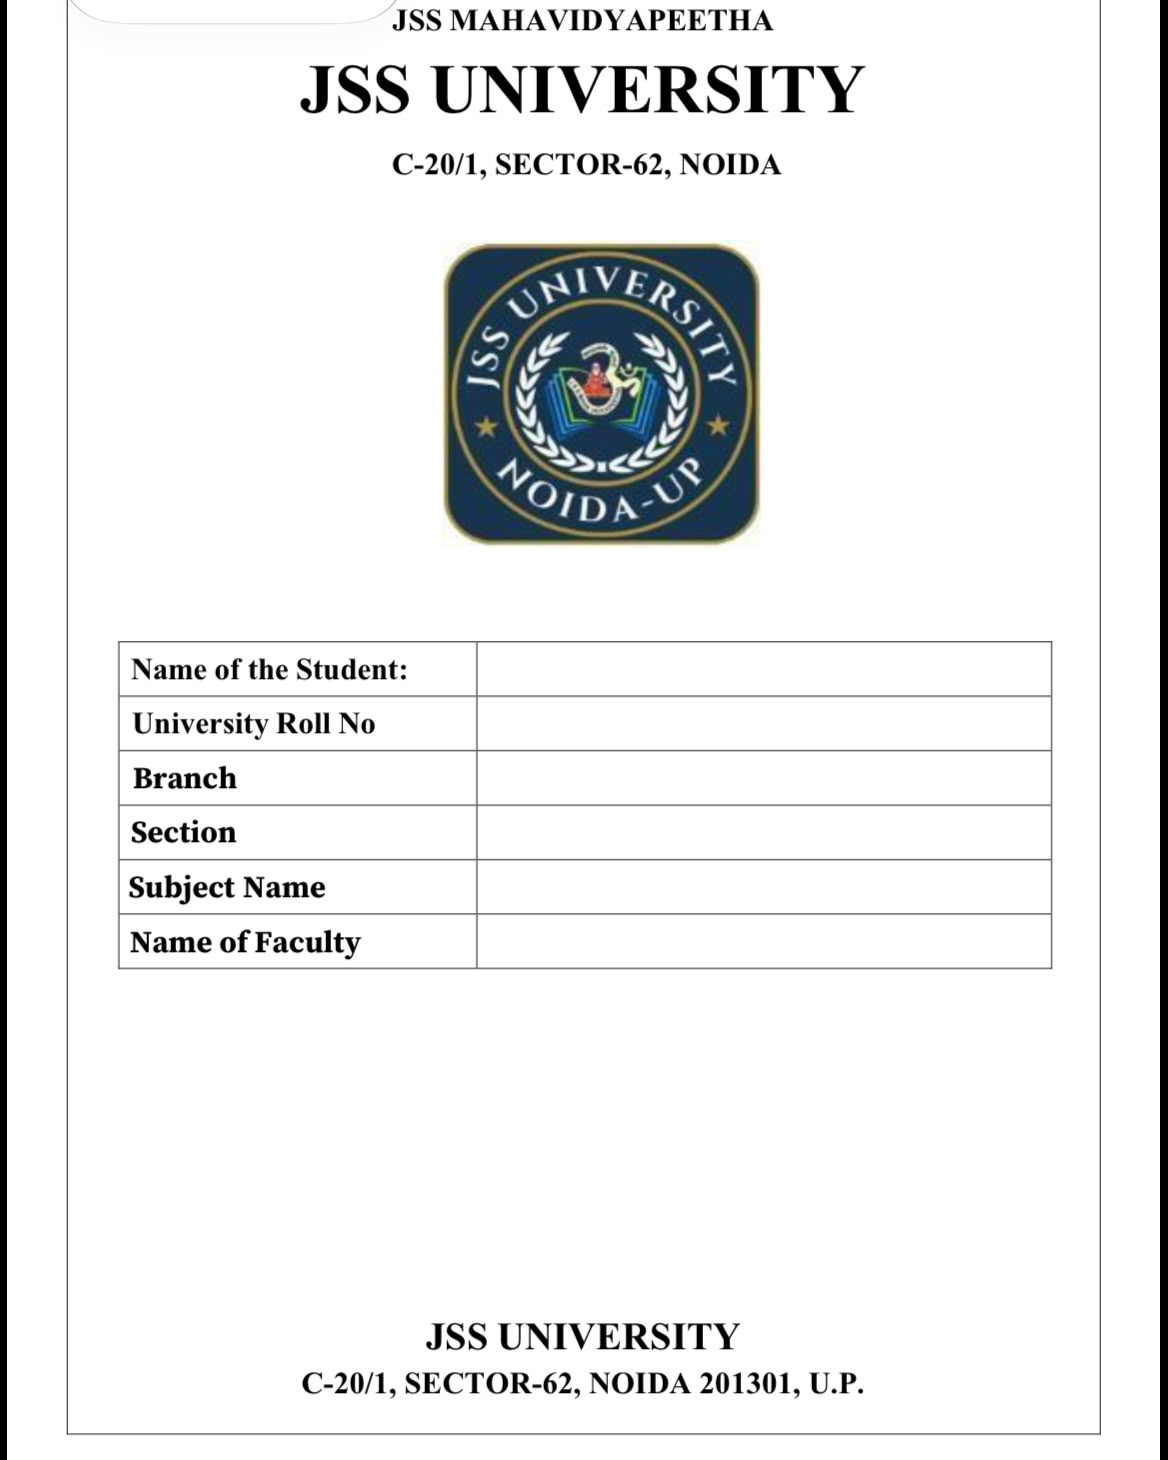 JSS MAHAVIDYAPEETHA
JSS UNIVERSITY
C-20/1, SECTOR-62, NOIDA
JSS UNIVERSITY
NOIDA-UP
Name of the Student:
University Roll No
Branch
Section
Subject Name
Name of Faculty
JSS UNIVERSITY
C-20/1, SECTOR-62, NOIDA 201301, U.P.